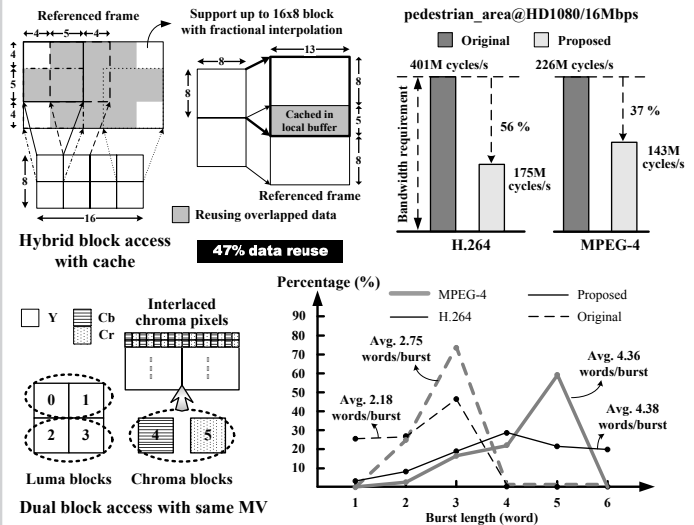 Referenced frame
4
5
4
4
5
4
8
16
Support up to 16x8 block
with fractional interpolation
8
13
8
8
5
8
Cached in
local buffer
Referenced frame
Reusing overlapped data
Hybrid block access
with cache
47% data reuse
pedestrian_area@HD1080/16Mbps
Original
Proposed
401M cycles/s
226M cycles/s
Bandwidth requirement
56 %
37 %
175M
cycles/s
143M
cycles/s
H.264
MPEG-4
Y
Cb
Cr
Interlaced
chroma pixels
0
1
2
3
4
5
Luma blocks
Chroma blocks
Dual block access with same MV
Percentage (%)
MPEG-4
Proposed
H.264
Original
90
80
70
60
50
40
30
20
10
Avg. 2.75
words/burst
Avg. 2.18
words/burst
Avg. 4.36
words/burst
Avg. 4.38
words/burst
1
2
3
4
5
6
Burst length (word)